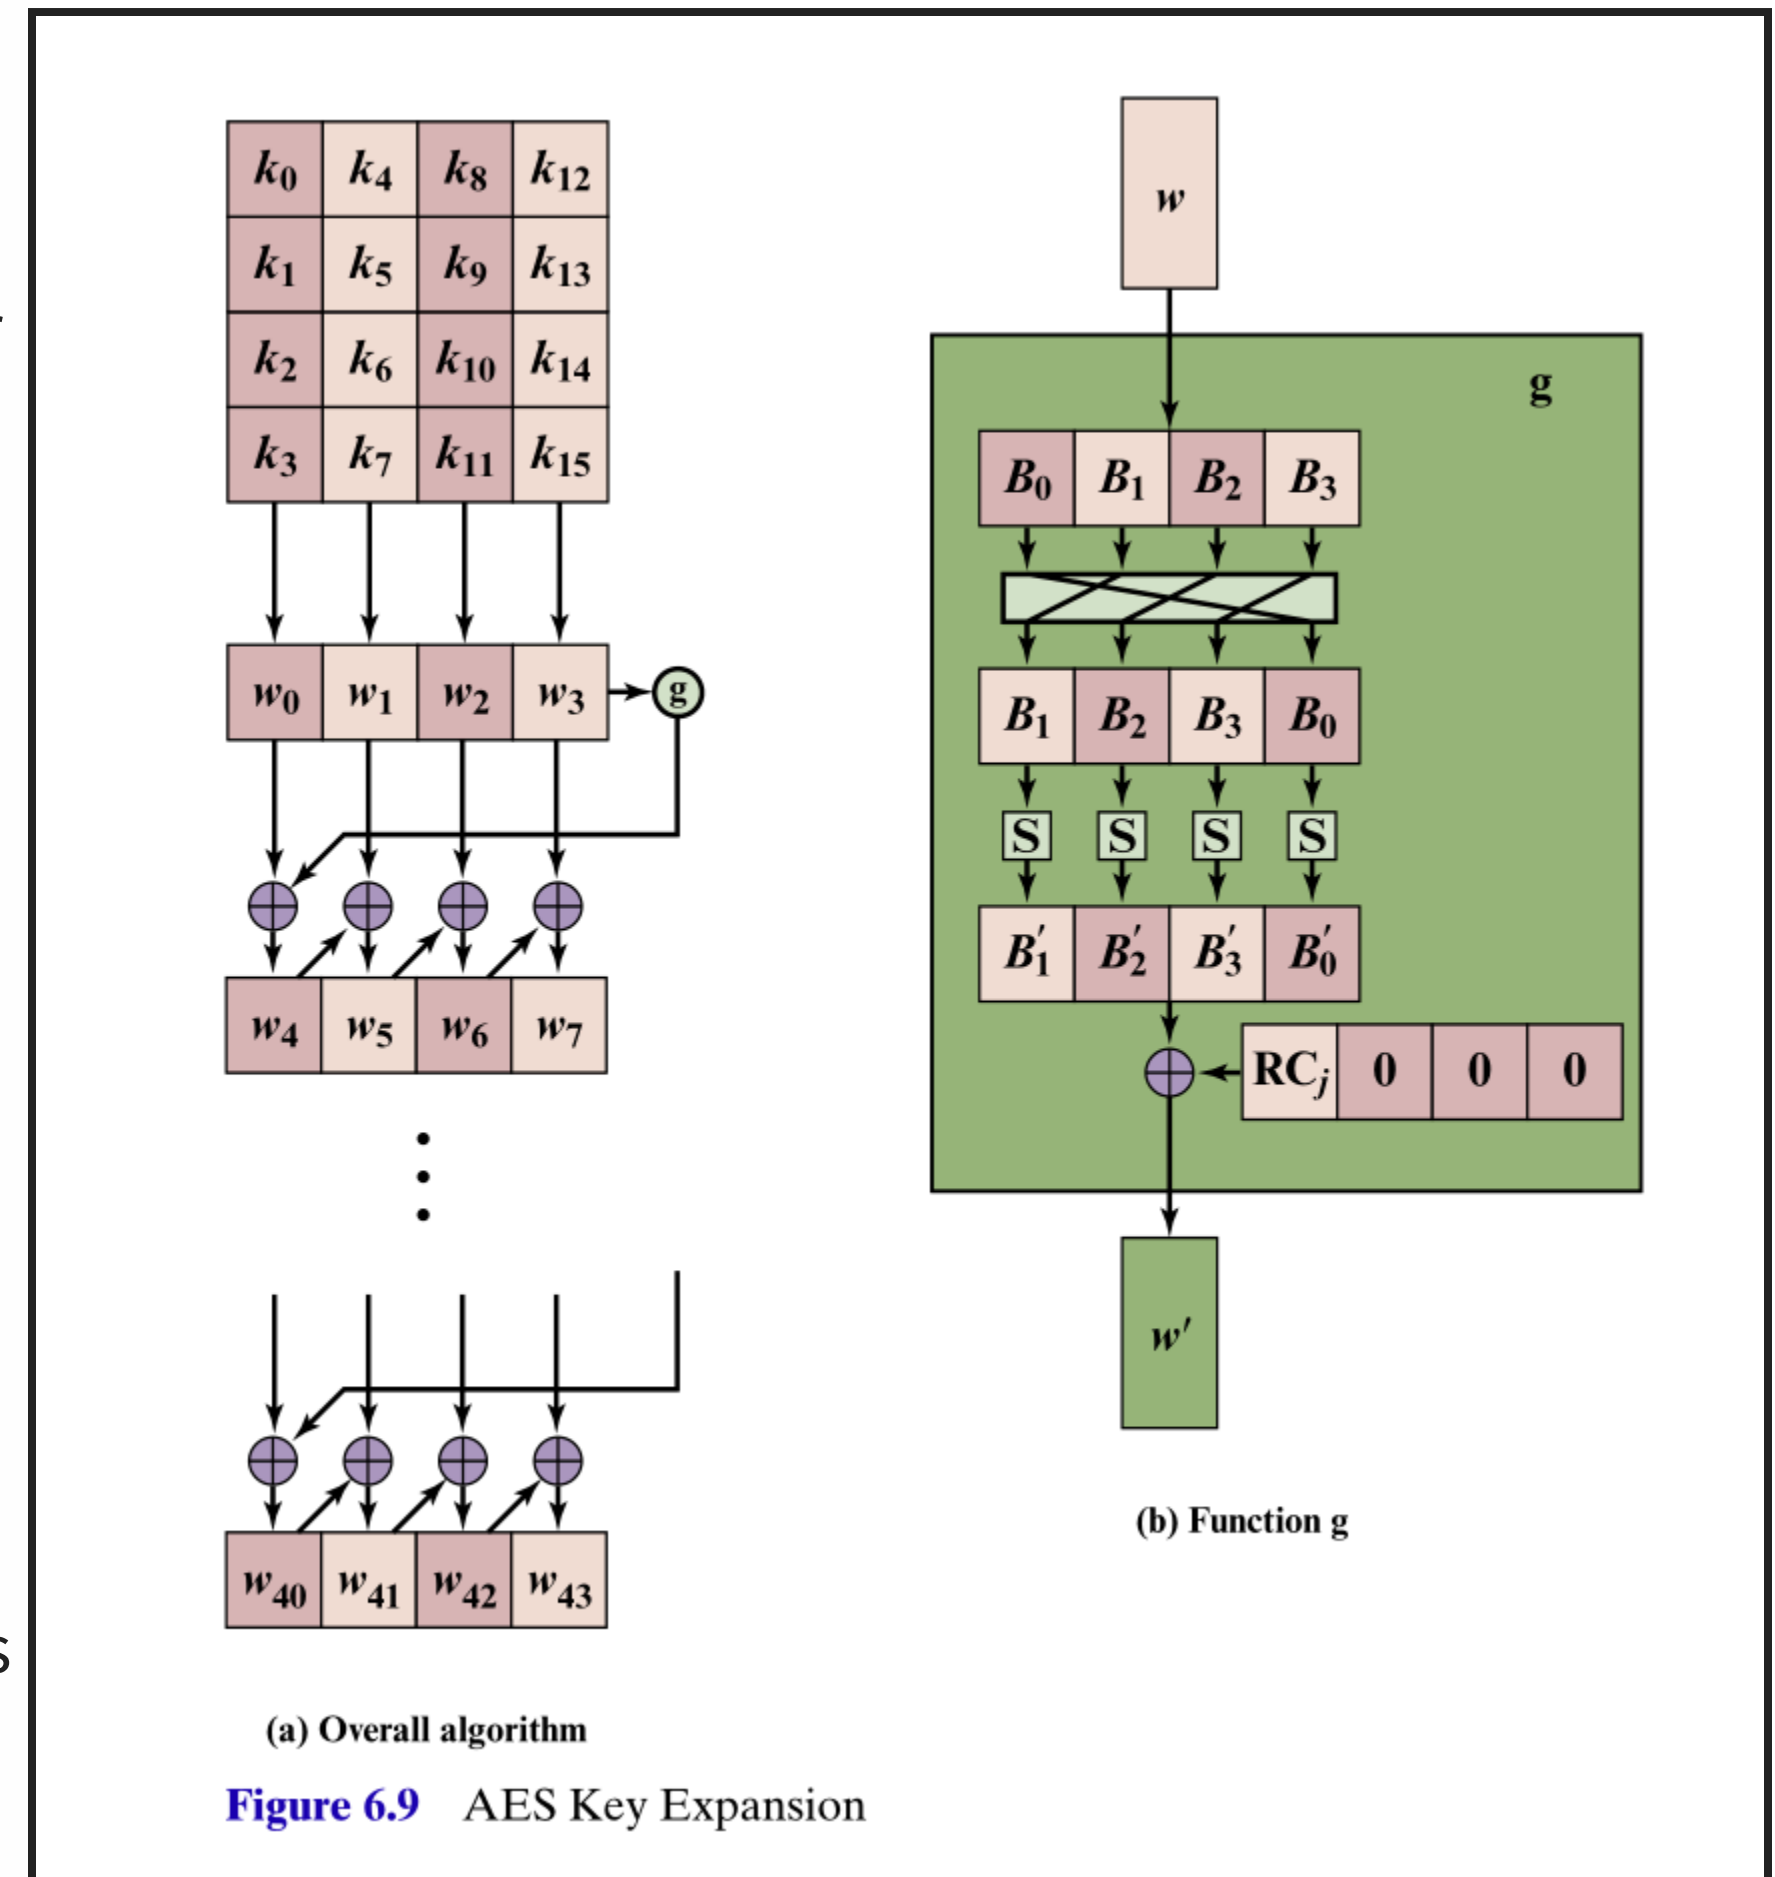 k0 k4 k8 k12
k1 k5 k9 k13
k2 k6 k10 k14
k3 k7 k11 k15
w0 w1 w2 w3 g
w4 w5 w6 w7
w40 w41 w42 w43
(a) Overall algorithm
w
g
B0 B1 B2 B3
B1 B2 B3 B0
S S S S
B′1 B′2 B′3 B′0
RCj 0 0 0
w′
(b) Function g
s
Figure 6.9 AES Key Expansion